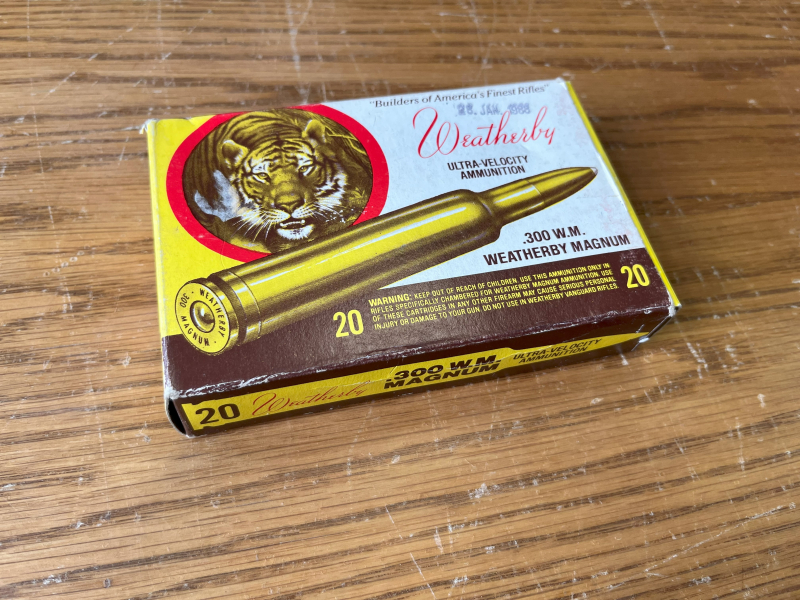 "Builders of America's Finest Rifles"
28. JAN. 1988
Weatherby
ULTRA-VELOCITY
AMMUNITION
.300 W.M.
WEATHERBY MAGNUM
300 WEATHERBY MAGNUM
20
WARNING: KEEP OUT OF REACH OF CHILDREN. USE THIS AMMUNITION ONLY IN
RIFLES SPECIFICALLY CHAMBERED FOR WEATHERBY MAGNUM AMMUNITION. USE
OF THESE CARTRIDGES IN ANY OTHER FIREARM MAY CAUSE SERIOUS PERSONAL
INJURY OR DAMAGE TO YOUR GUN. DO NOT USE IN WEATHERBY VANGUARD RIFLES
20
20
Weatherby
.300 W.M.
MAGNUM
ULTRA-VELOCITY
AMMUNITION